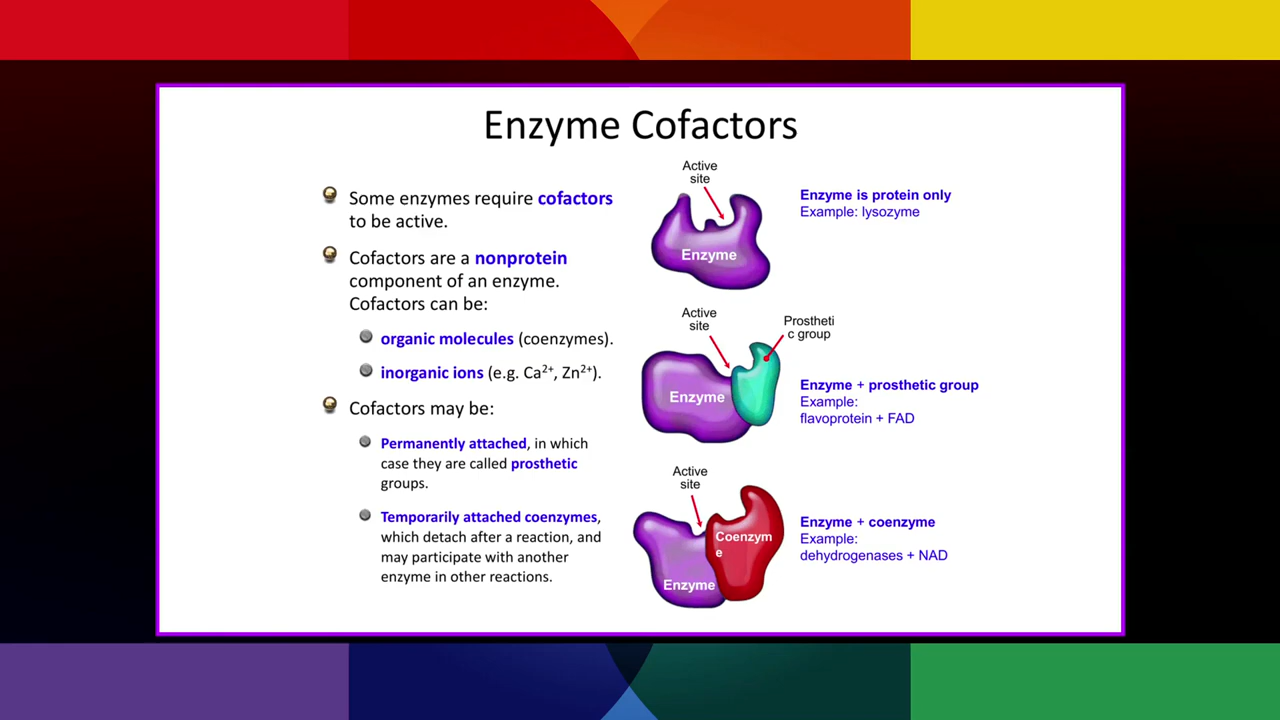 Enzyme Cofactors
Some enzymes require cofactors
to be active.
Cofactors are a nonprotein
component of an enzyme.
Cofactors can be:
organic molecules (coenzymes).
inorganic ions (e.g. Ca²⁺, Zn²⁺).
Cofactors may be:
Permanently attached, in which
case they are called prosthetic
groups.
Temporarily attached coenzymes,
which detach after a reaction, and
may participate with another
enzyme in other reactions.
Active
site
Enzyme
Enzyme is protein only
Example: lysozyme
Active
site
Prostheti
c group
Enzyme
Enzyme + prosthetic group
Example:
flavoprotein + FAD
Active
site
Coenzym
e
Enzyme
Enzyme + coenzyme
Example:
dehydrogenases + NAD